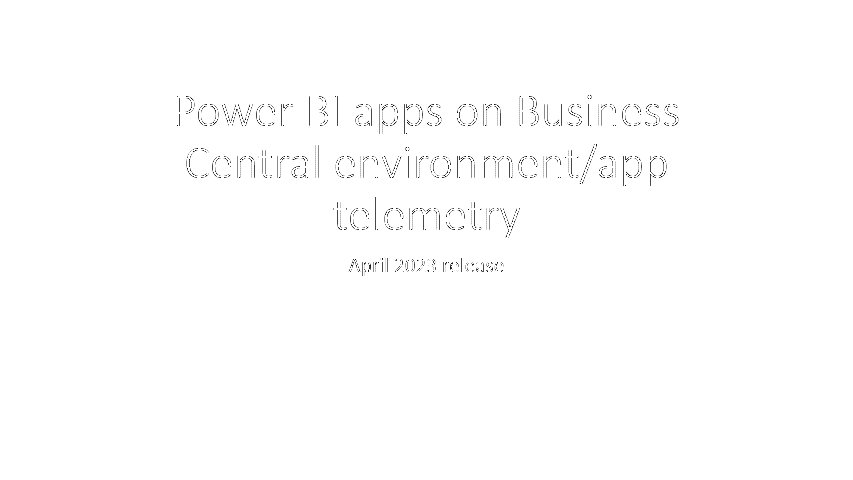 Power BI apps on Business
Central environment/app
telemetry
April 2023 release